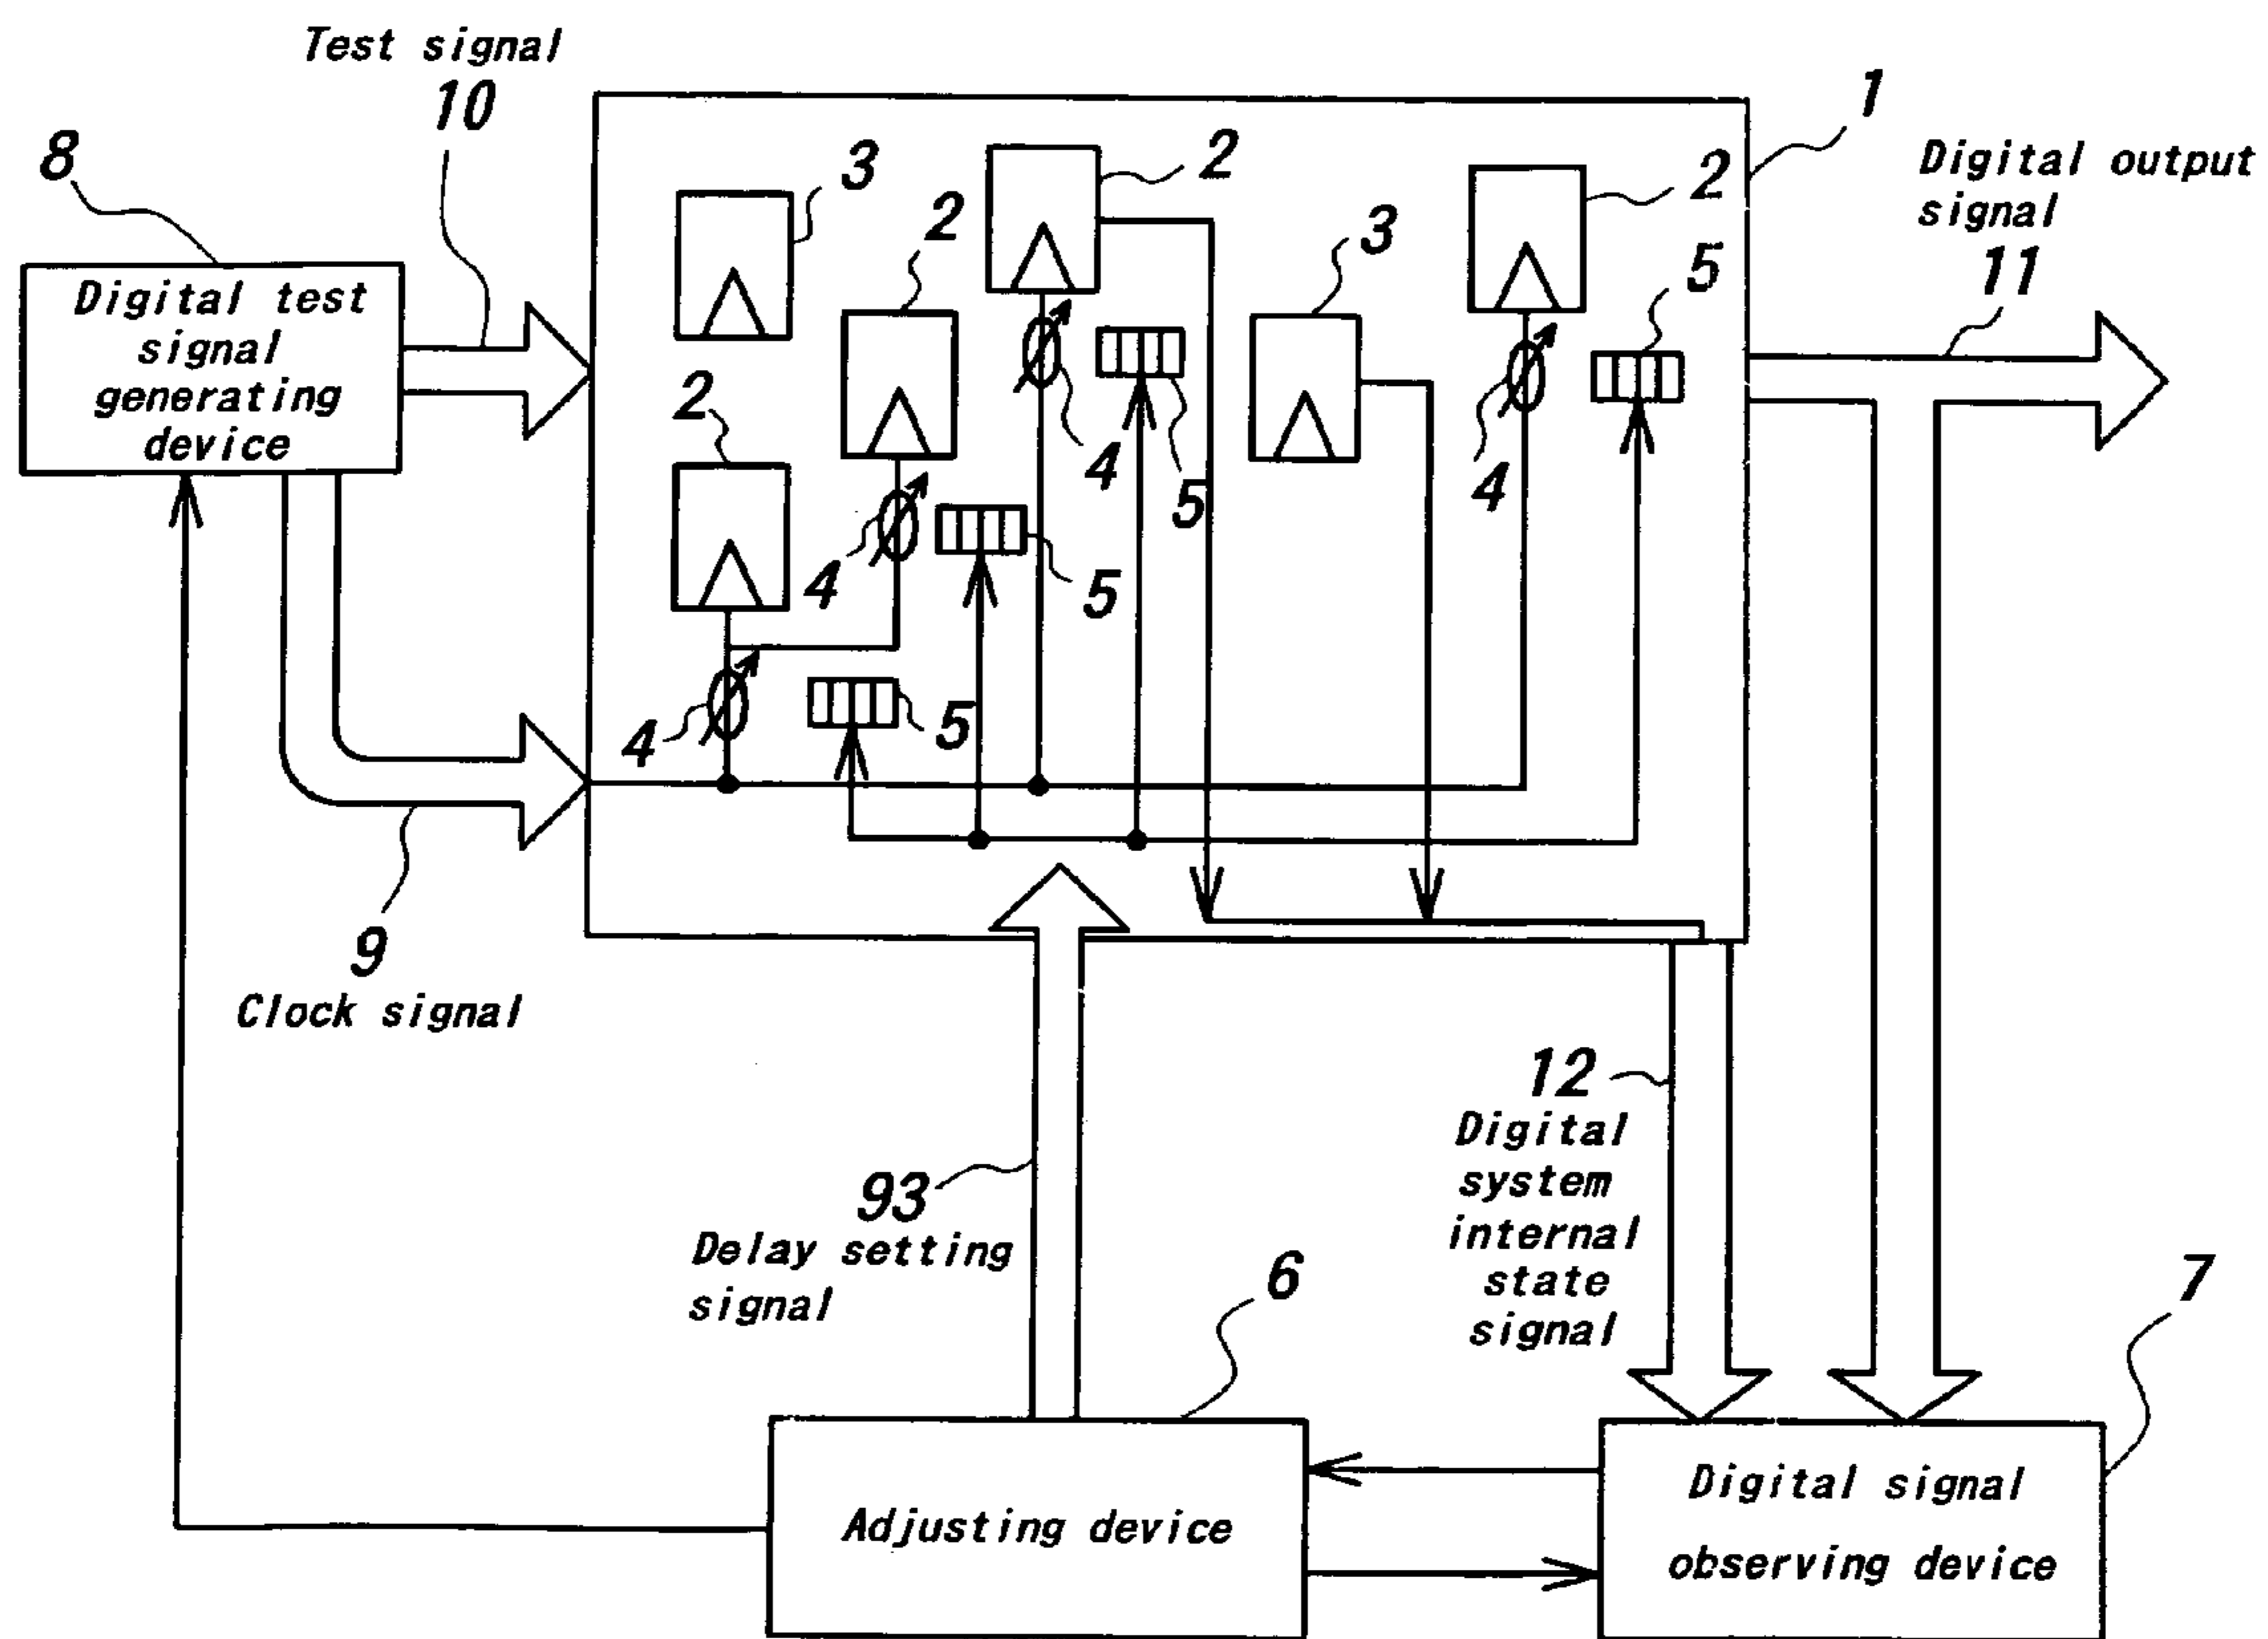 Test signal
10
8
Digital test
signal
generating
device
3
2
2
3
2
1
Digital output
signal
11
5
2
4
4
5
4
4
5
4
5
9
Clock signal
12
Digital
system
internal
state
signal
93
Delay setting
signal
6
7
Adjusting device
Digital signal
observing device